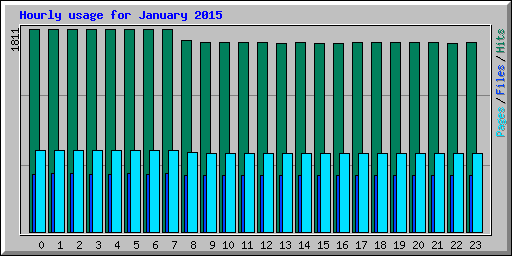 Hourly usage for January 2015
1811
Pages/Files/Hits
0 1 2 3 4 5 6 7 8 9 10 11 12 13 14 15 16 17 18 19 20 21 22 23